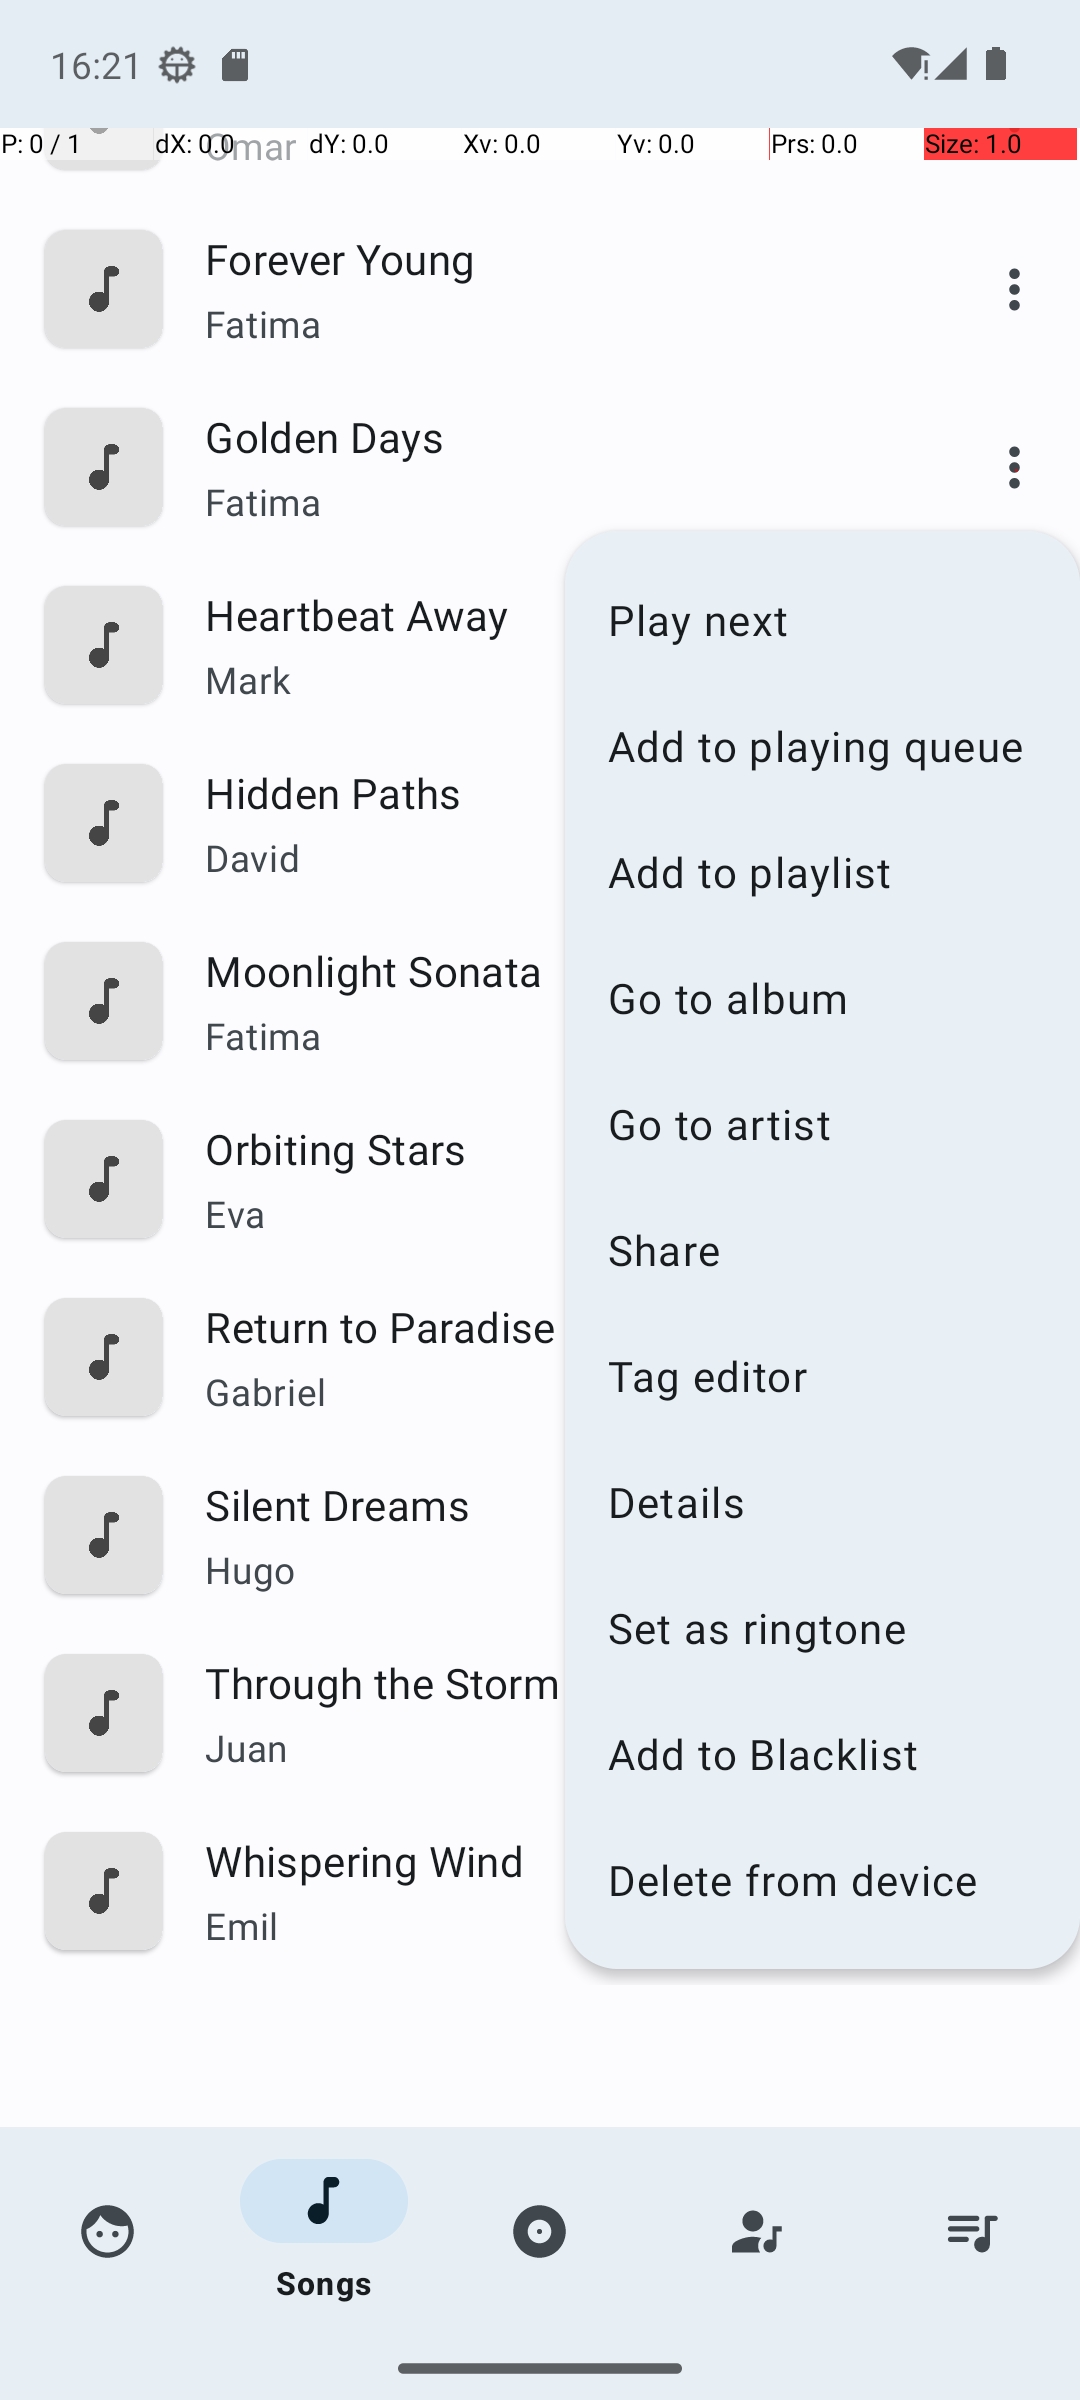 16:21
P: 0 / 1 dX: 0.0 dY: 0.0 Xv: 0.0 Yv: 0.0 Prs: 0.0 Size: 1.0
Omar
Forever Young
Fatima
Golden Days
Fatima
Heartbeat Away
Mark
Hidden Paths
David
Moonlight Sonata
Fatima
Orbiting Stars
Eva
Return to Paradise
Gabriel
Silent Dreams
Hugo
Through the Storm
Juan
Whispering Wind
Emil
Play next
Add to playing queue
Add to playlist
Go to album
Go to artist
Share
Tag editor
Details
Set as ringtone
Add to Blacklist
Delete from device
Songs